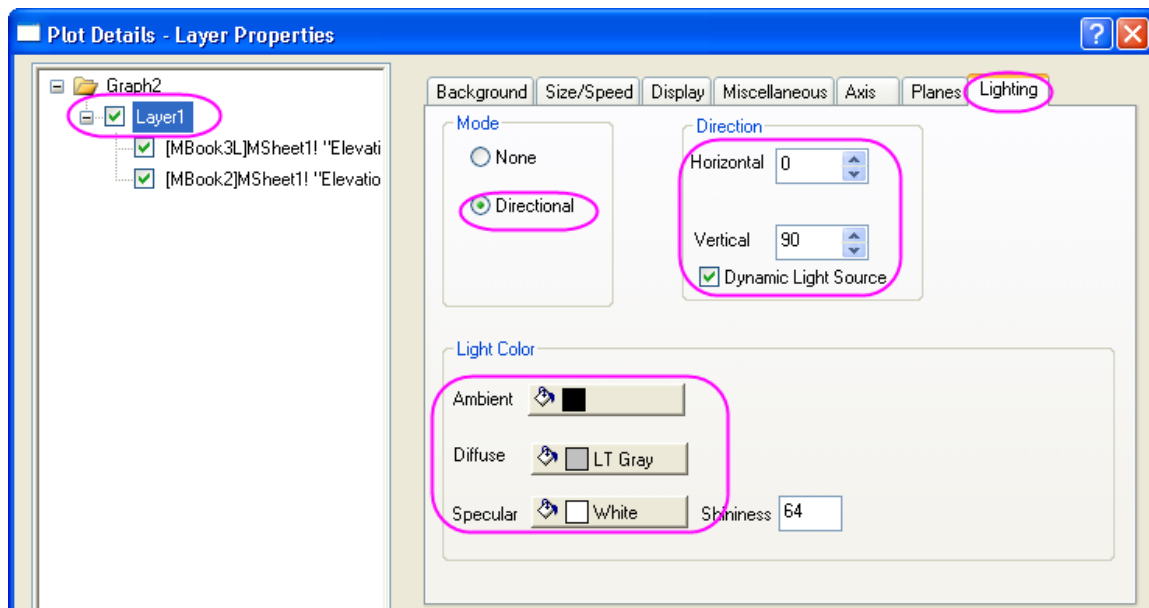 Plot Details - Layer Properties
Graph2
Layer1
[MBook3L]MSheet1! "Elevati
[MBook2]MSheet1! "Elevatio
Background Size/Speed Display Miscellaneous Axis Planes Lighting
Mode
None
Directional
Direction
Horizontal 0
Vertical 90
Dynamic Light Source
Light Color
Ambient
Diffuse LT Gray
Specular White Shininess 64